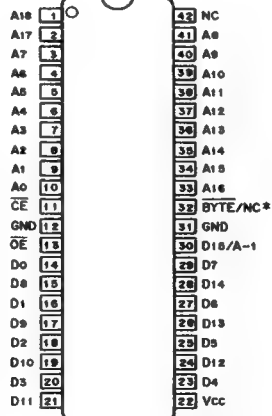 A18 1 42 NC
A17 2 41 A8
A7 3 40 A9
A6 4 39 A10
A5 5 38 A11
A4 6 37 A12
A3 7 36 A13
A2 8 35 A14
A1 9 34 A15
A0 10 33 A16
CE 11 32 BYTE/NC*
GND 12 31 GND
OE 13 30 D15/A-1
D0 14 29 D7
D8 15 28 D14
D1 16 27 D6
D9 17 26 D13
D2 18 25 D5
D10 19 24 D12
D3 20 23 D4
D11 21 22 Vcc